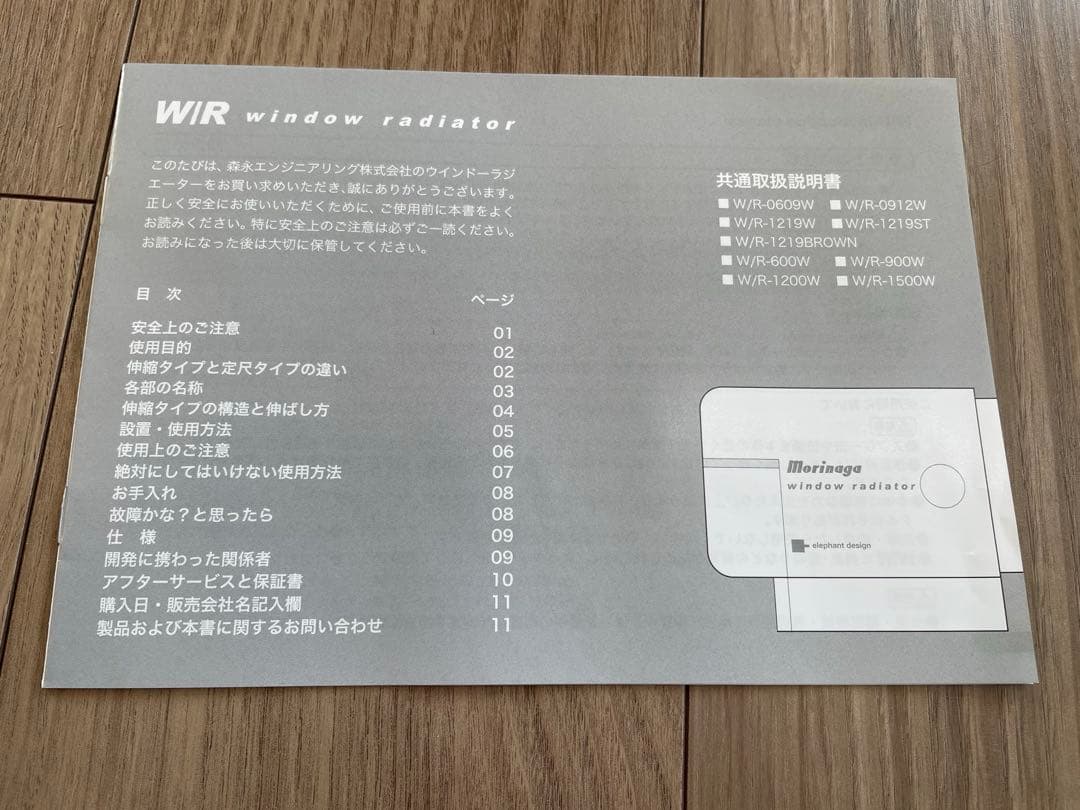 W/R window radiator
このたびは、森永エンジニアリング株式会社のウインドーラジ
エーターをお買い求めいただき、誠にありがとうございます。
正しく安全にお使いいただくために、ご使用前に本書をよく
お読みください。特に安全上のご注意は必ずご一読ください。
お読みになった後は大切に保管してください。
目 次 ページ
安全上のご注意 01
使用目的 02
伸縮タイプと定尺タイプの違い 02
各部の名称 03
伸縮タイプの構造と伸ばし方 04
設置・使用方法 05
使用上のご注意 06
絶対にしてはいけない使用方法 07
お手入れ 08
故障かな？と思ったら 08
仕 様 09
開発に携わった関係者 09
アフターサービスと保証書 10
購入日・販売会社名記入欄 11
製品および本書に関するお問い合わせ 11
共通取扱説明書
■ W/R-0609W ■ W/R-0912W
■ W/R-1219W ■ W/R-1219ST
■ W/R-1219BROWN
■ W/R-600W ■ W/R-900W
■ W/R-1200W ■ W/R-1500W
Morinaga
window radiator
elephant design